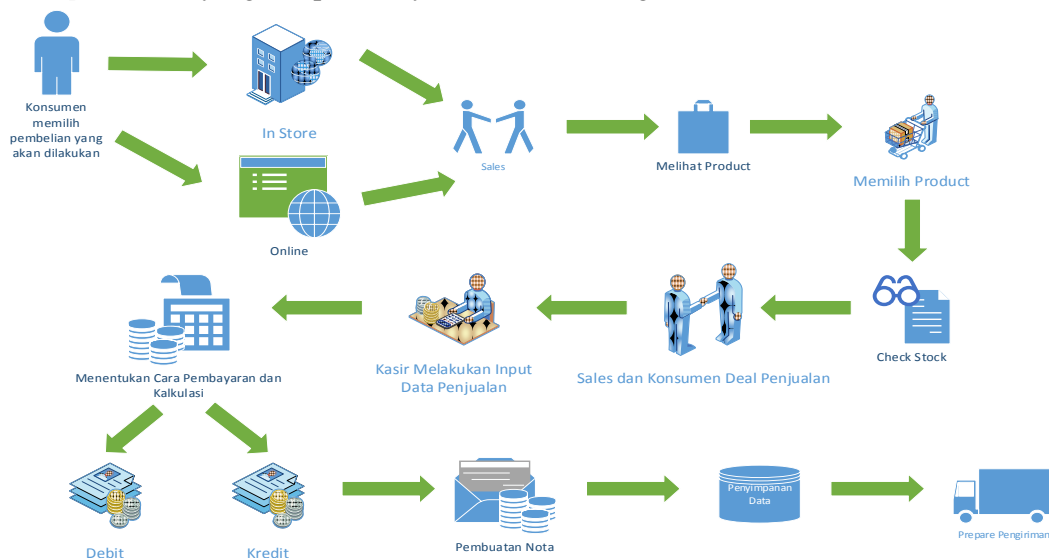 Konsumen
memilih
pembelian yang
akan dilakukan
In Store
Online
Sales
Melihat Product
Memilih Product
Check Stock
Sales dan Konsumen Deal Penjualan
Kasir Melakukan Input
Data Penjualan
Menentukan Cara Pembayaran dan
Kalkulasi
Debit
Kredit
Pembuatan Nota
Penyimpanan
Data
Prepare Pengiriman